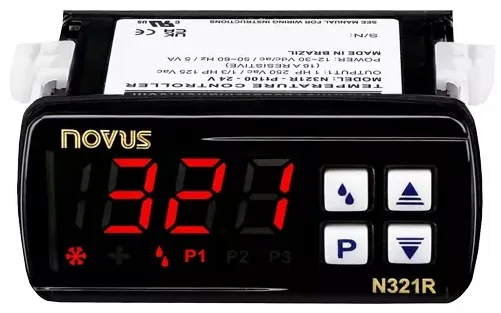 SEE MANUAL FOR WIRING INSTRUCTIONS
S/N:
MADE IN BRAZIL
POWER: 12~30 Vdc/ac / 50~60 Hz / 5 VA
(16 A RESISTIVE)
OUTPUT1: 1 HP 250 Vac / 1/3 HP 125 Vac
MODEL: N321R - Pt100 - 24 V
TEMPERATURE CONTROLLER
NOVUS
321
P
P1 P2 P3
N321R